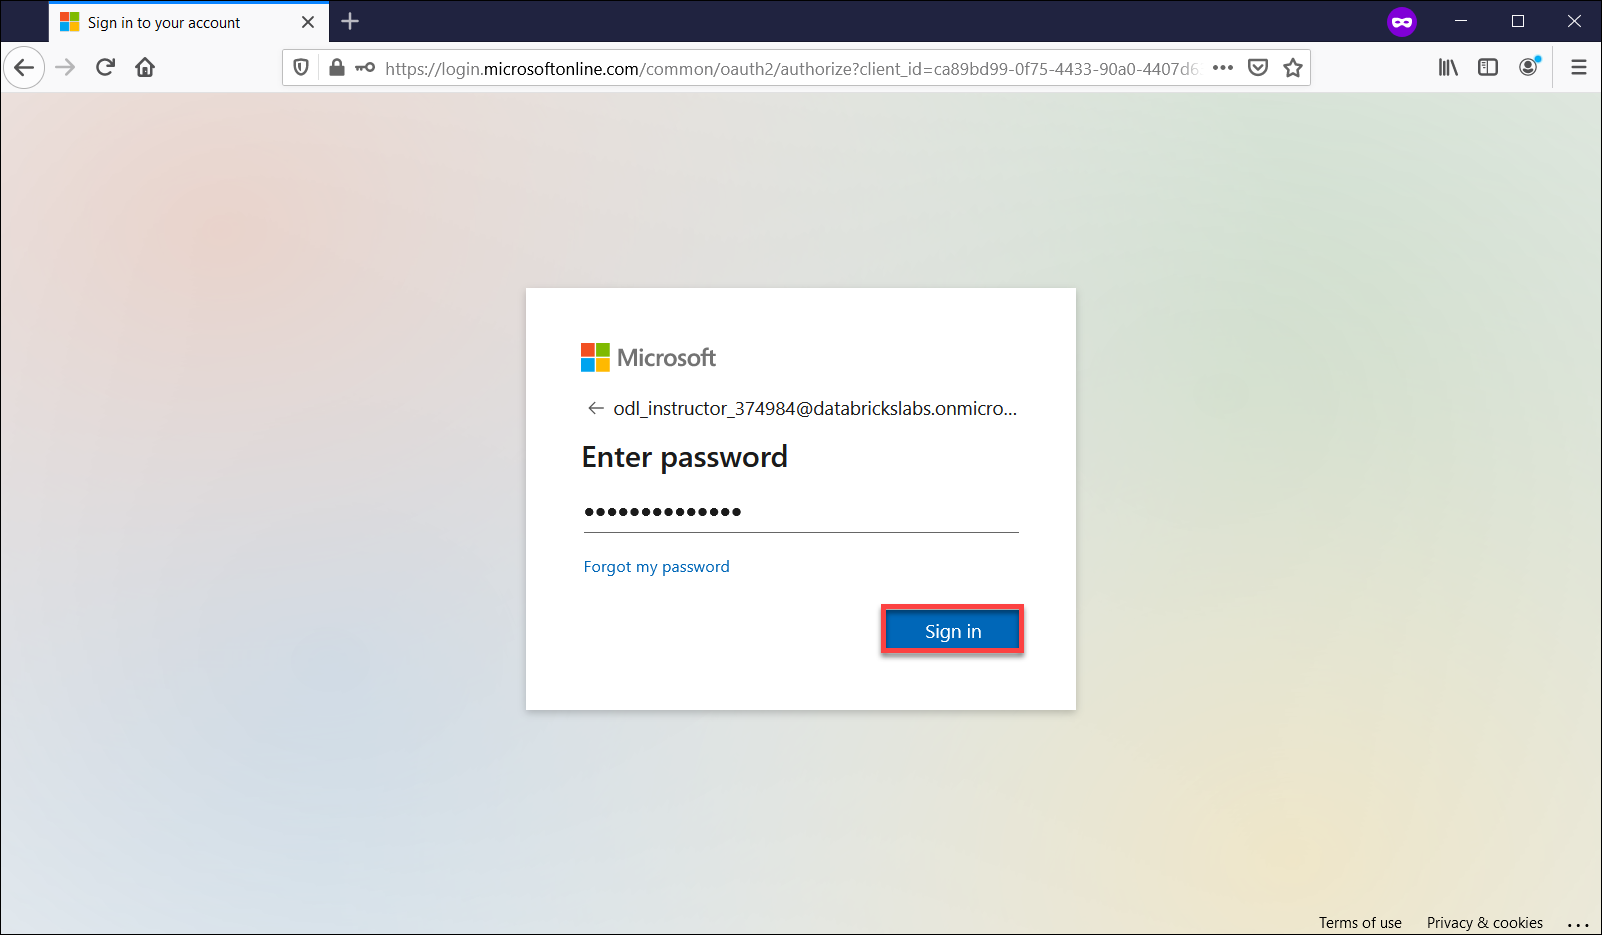 Sign in to your account
https://login.microsoftonline.com/common/oauth2/authorize?client_id=ca89bd99-0f75-4433-90a0-4407d6
Microsoft
odl_instructor_374984@databrickslabs.onmicro...
Enter password
Forgot my password
Sign in
Terms of use Privacy & cookies ...